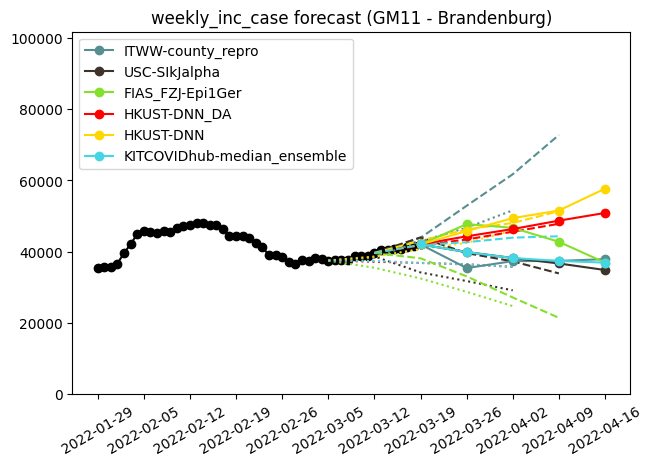 weekly_inc_case forecast (GM11 - Brandenburg)
100000
80000
60000
40000
20000
0
ITWW-county_repro
USC-SIkJalpha
FIAS_FZJ-Epi1Ger
HKUST-DNN_DA
HKUST-DNN
KITCOVIDhub-median_ensemble
2022-01-29
2022-02-05
2022-02-12
2022-02-19
2022-02-26
2022-03-05
2022-03-12
2022-03-19
2022-03-26
2022-04-02
2022-04-09
2022-04-16